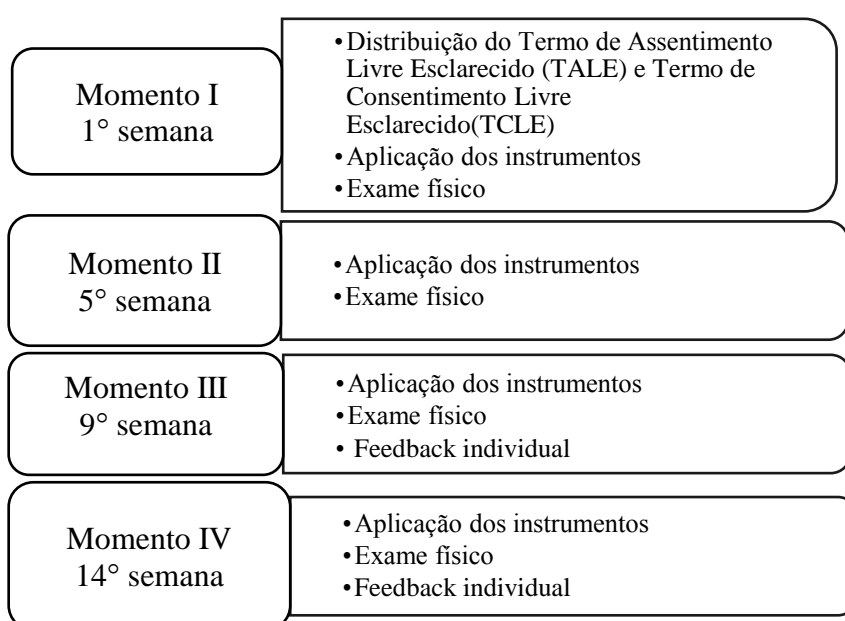 Momento I
1° semana
•Distribuição do Termo de Assentimento
Livre Esclarecido (TALE) e Termo de
Consentimento Livre
Esclarecido(TCLE)
•Aplicação dos instrumentos
•Exame físico
Momento II
5° semana
•Aplicação dos instrumentos
•Exame físico
Momento III
9° semana
•Aplicação dos instrumentos
•Exame físico
• Feedback individual
Momento IV
14° semana
•Aplicação dos instrumentos
•Exame físico
•Feedback individual